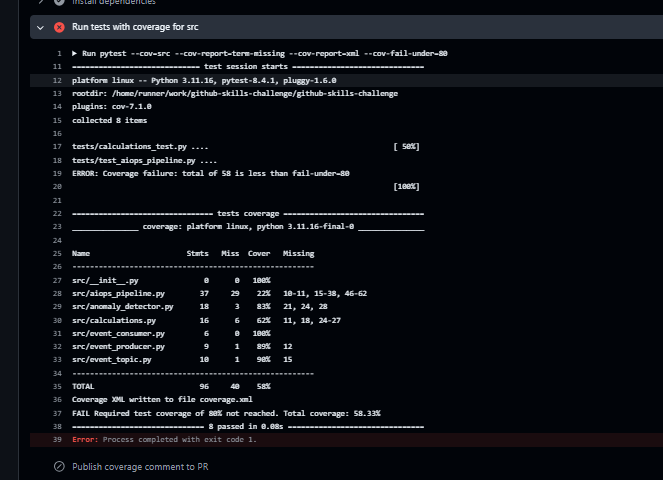 Install dependencies
Run tests with coverage for src
1 ▶ Run pytest --cov=src --cov-report=term-missing --cov-report=xml --cov-fail-under=80
11 ============================= test session starts ==============================
12 platform linux -- Python 3.11.16, pytest-8.4.1, pluggy-1.6.0
13 rootdir: /home/runner/work/github-skills-challenge/github-skills-challenge
14 plugins: cov-7.1.0
15 collected 8 items
16
17 tests/calculations_test.py .... [ 50%]
18 tests/test_aiops_pipeline.py ....
19 ERROR: Coverage failure: total of 58 is less than fail-under=80
20 [100%]
21
22 ================================ tests coverage ================================
23 _______________ coverage: platform linux, python 3.11.16-final-0 _______________
24
25 Name Stmts Miss Cover Missing
26 -------------------------------------------------------
27 src/__init__.py 0 0 100%
28 src/aiops_pipeline.py 37 29 22% 10-11, 15-38, 46-62
29 src/anomaly_detector.py 18 3 83% 21, 24, 28
30 src/calculations.py 16 6 62% 11, 18, 24-27
31 src/event_consumer.py 6 0 100%
32 src/event_producer.py 9 1 89% 12
33 src/event_topic.py 10 1 90% 15
34 -------------------------------------------------------
35 TOTAL 96 40 58%
36 Coverage XML written to file coverage.xml
37 FAIL Required test coverage of 80% not reached. Total coverage: 58.33%
38 ============================== 8 passed in 0.08s ===============================
39 Error: Process completed with exit code 1.
Publish coverage comment to PR